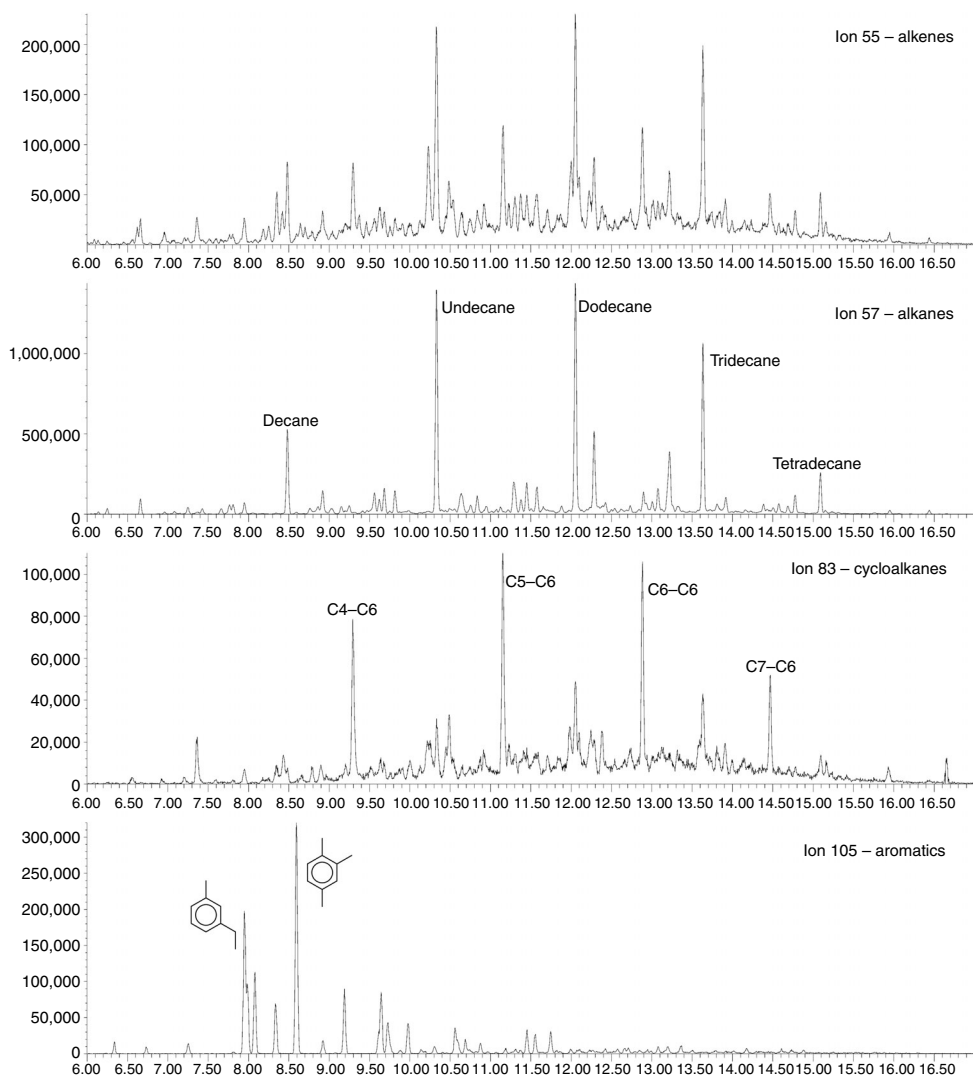 Ion 55 – alkenes
200,000
150,000
100,000
50,000
0
6.00 6.50 7.00 7.50 8.00 8.50 9.00 9.50 10.00 10.50 11.00 11.50 12.00 12.50 13.00 13.50 14.00 14.50 15.00 15.50 16.00 16.50
Ion 57 – alkanes
Undecane
Dodecane
1,000,000
Tridecane
500,000
Decane
Tetradecane
0
6.00 6.50 7.00 7.50 8.00 8.50 9.00 9.50 10.00 10.50 11.00 11.50 12.00 12.50 13.00 13.50 14.00 14.50 15.00 15.50 16.00 16.50
Ion 83 – cycloalkanes
100,000
C5–C6
C6–C6
C4–C6
80,000
60,000
C7–C6
40,000
20,000
0
6.00 6.50 7.00 7.50 8.00 8.50 9.00 9.50 10.00 10.50 11.00 11.50 12.00 12.50 13.00 13.50 14.00 14.50 15.00 15.50 16.00 16.50
Ion 105 – aromatics
300,000
250,000
200,000
150,000
100,000
50,000
0
6.00 6.50 7.00 7.50 8.00 8.50 9.00 9.50 10.00 10.50 11.00 11.50 12.00 12.50 13.00 13.50 14.00 14.50 15.00 15.50 16.00 16.50